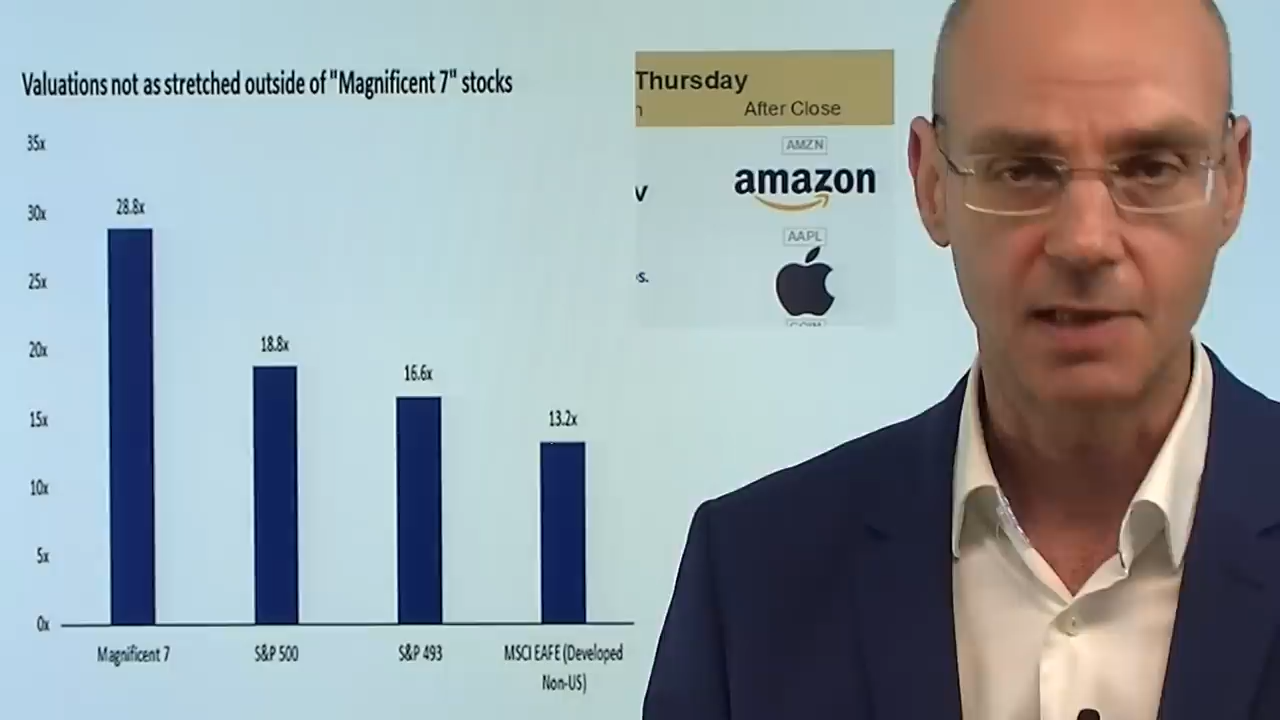 Valuations not as stretched outside of "Magnificent 7" stocks
35x
30x
25x
20x
15x
10x
5x
0x
28.8x
18.8x
16.6x
13.2x
Magnificent 7
S&P 500
S&P 493
MSCI EAFE (Developed
Non-US)
Thursday
After Close
AMZN
amazon
AAPL
s.